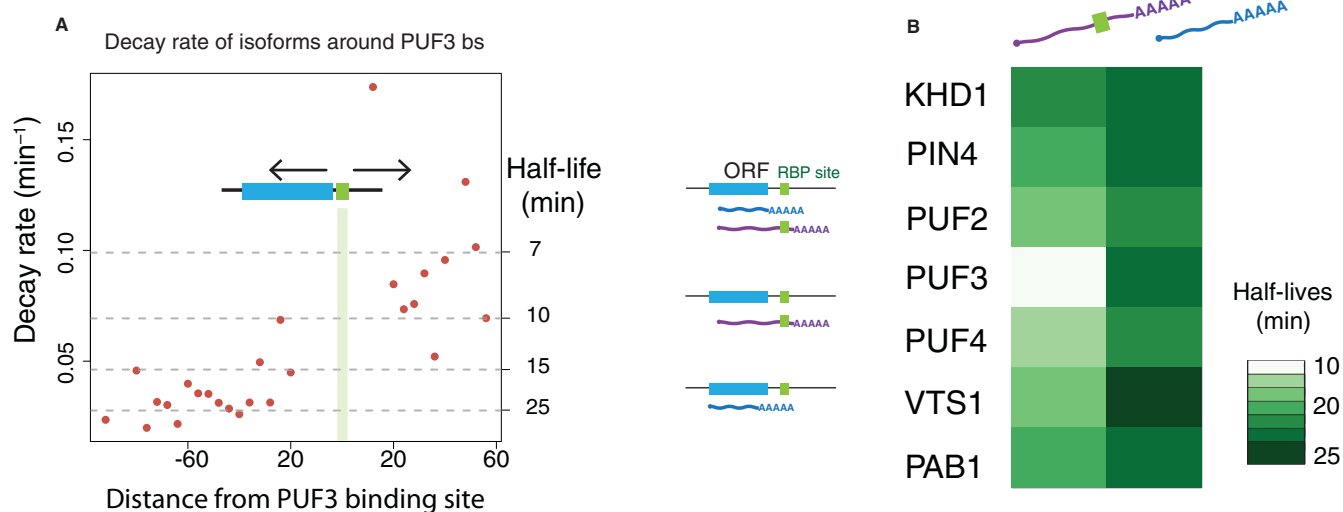 A
Decay rate of isoforms around PUF3 bs
Decay rate (min⁻¹)
0.15
0.10
0.05
Half-life
(min)
7
10
15
25
-60
20
20
60
Distance from PUF3 binding site
ORF
RBP site
AAAAA
AAAAA
AAAAA
AAAAA
B
AAAAA
AAAAA
KHD1
PIN4
PUF2
PUF3
PUF4
VTS1
PAB1
Half-lives
(min)
10
20
25